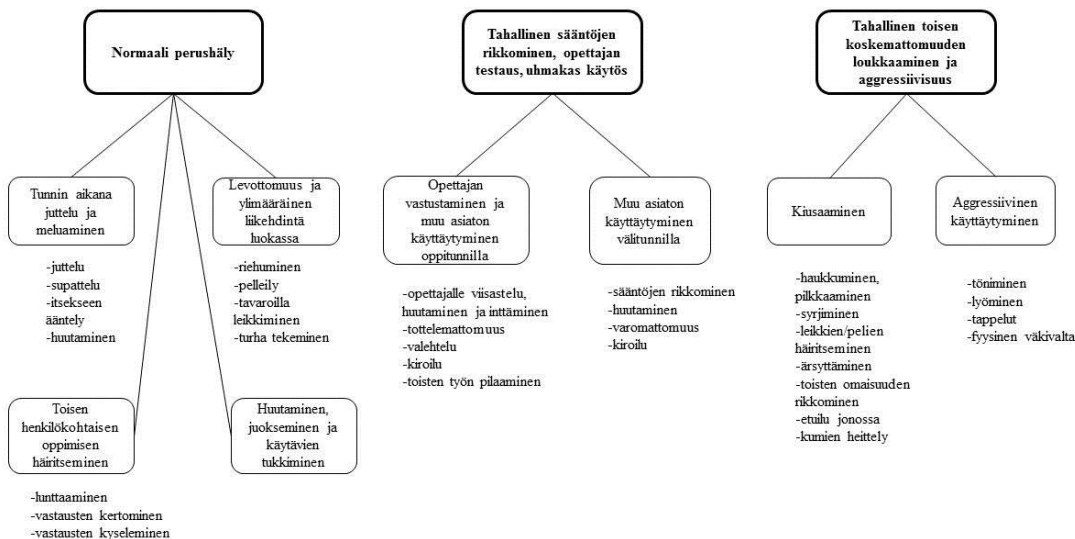 Normaali perushäly
Tunnin aikana
juttelu ja
meluaminen
-juttelu
-supattelu
-itsekseen
ääntely
-huutaminen
Levottomuus ja
ylimääräinen
liikehdintä
luokassa
-riehuminen
-pelleily
-tavaroilla
leikkiminen
-turha tekeminen
Toisen
henkilökohtaisen
oppimisen
häiritseminen
-lunttaaminen
-vastausten kertominen
-vastausten kyseleminen
Huutaminen,
juokseminen ja
käytävien
tukkiminen
Tahallinen sääntöjen
rikkominen, opettajan
testaus, uhmakas käytös
Opettajan
vastustaminen ja
muu asiaton
käyttäytyminen
oppitunnilla
-opettajalle viisastelu,
huutaminen ja inttäminen
-tottelemattomuus
-valehtelu
-kiroilu
-toisten työn pilaaminen
Muu asiaton
käyttäytyminen
välitunnilla
-sääntöjen rikkominen
-huutaminen
-varomattomuus
-kiroilu
Tahallinen toisen
koskemattomuuden
loukkaaminen ja
aggressiivisuus
Kiusaaminen
-haukkuminen,
pilkkaaminen
-syrjiminen
-leikkien/pelien
häiritseminen
-ärsyttäminen
-toisten omaisuuden
rikkominen
-etuilu jonossa
-kumien heittely
Aggressiivinen
käyttäytyminen
-töniminen
-lyöminen
-tappelut
-fyysinen väkivalta